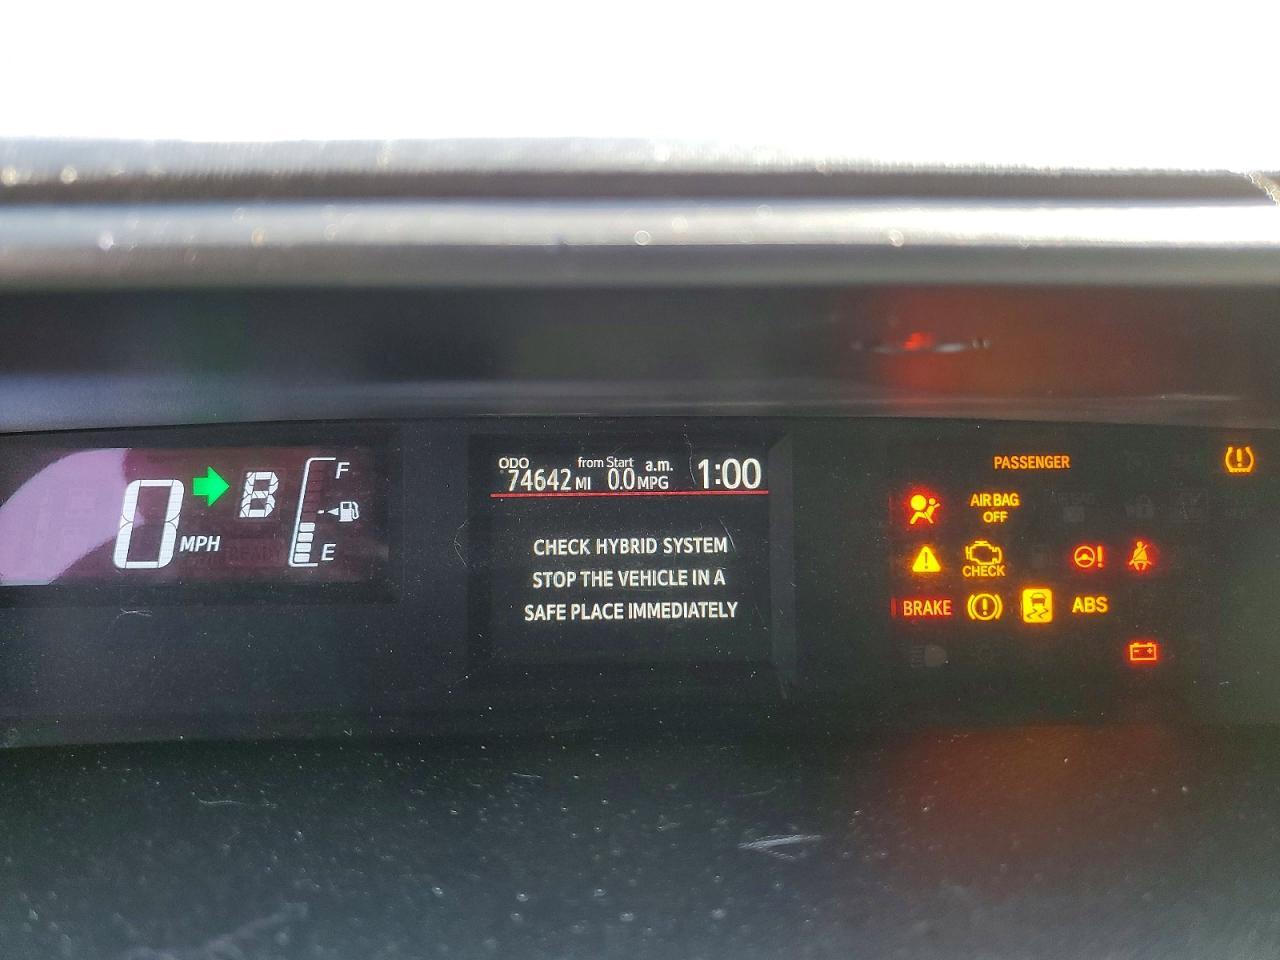 0 MPH
8
F
E
ODO 74642 MI
from Start 0.0 MPG
a.m. 1:00
CHECK HYBRID SYSTEM
STOP THE VEHICLE IN A
SAFE PLACE IMMEDIATELY
PASSENGER
AIR BAG
OFF
CHECK
BRAKE
ABS